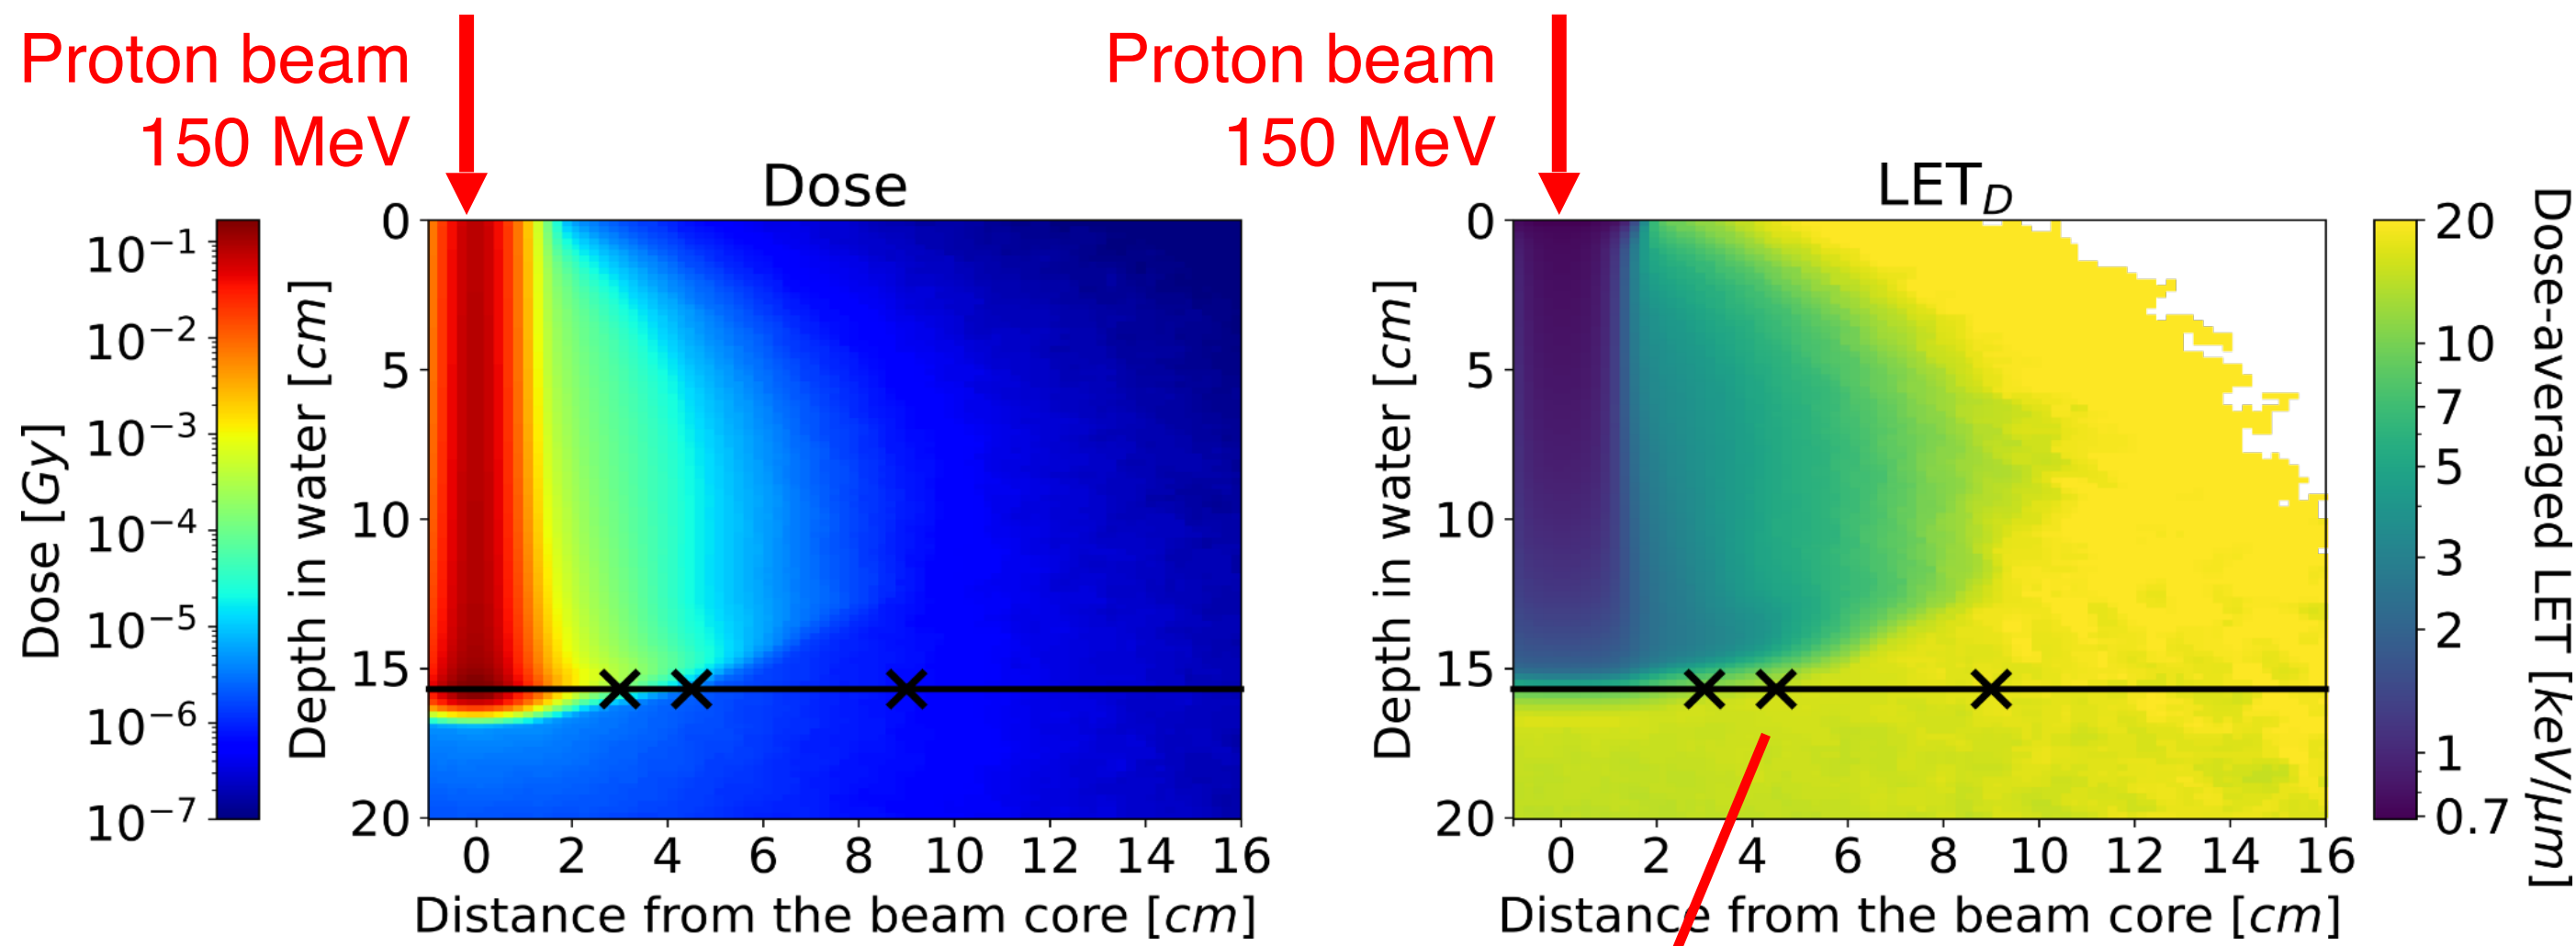 Proton beam
150 MeV
Proton beam
150 MeV
Dose
Dose [Gy]
10⁻¹
10⁻²
10⁻³
10⁻⁴
10⁻⁵
10⁻⁶
10⁻⁷
Depth in water [cm]
0
5
10
15
20
0 2 4 6 8 10 12 14 16
Distance from the beam core [cm]
LET_D
Depth in water [cm]
0
5
10
15
20
0 2 4 6 8 10 12 14 16
Distance from the beam core [cm]
20
10
7
5
3
2
1
0.7
Dose-averaged LET [keV/μm]